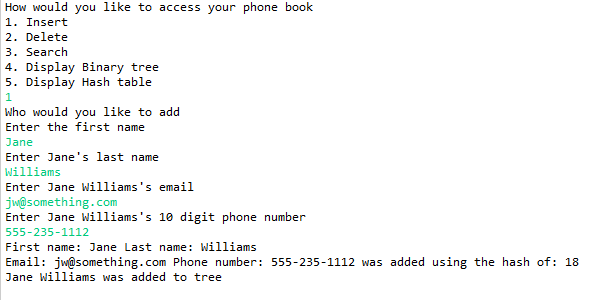 How would you like to access your phone book
1. Insert
2. Delete
3. Search
4. Display Binary tree
5. Display Hash table
1
Who would you like to add
Enter the first name
Jane
Enter Jane's last name
Williams
Enter Jane Williams's email
jw@something.com
Enter Jane Williams's 10 digit phone number
555-235-1112
First name: Jane Last name: Williams
Email: jw@something.com Phone number: 555-235-1112 was added using the hash of: 18
Jane Williams was added to tree